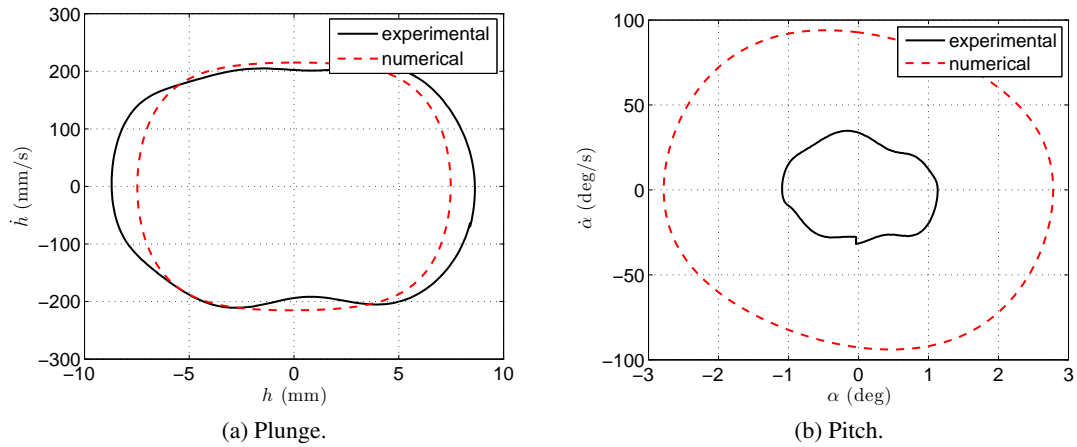 300
200
100
0
−100
−200
−300
ḣ (mm/s)
−10
−5
0
5
10
h (mm)
experimental
numerical
(a) Plunge.
100
50
0
−50
−100
α̇ (deg/s)
−3
−2
−1
0
1
2
3
α (deg)
experimental
numerical
(b) Pitch.